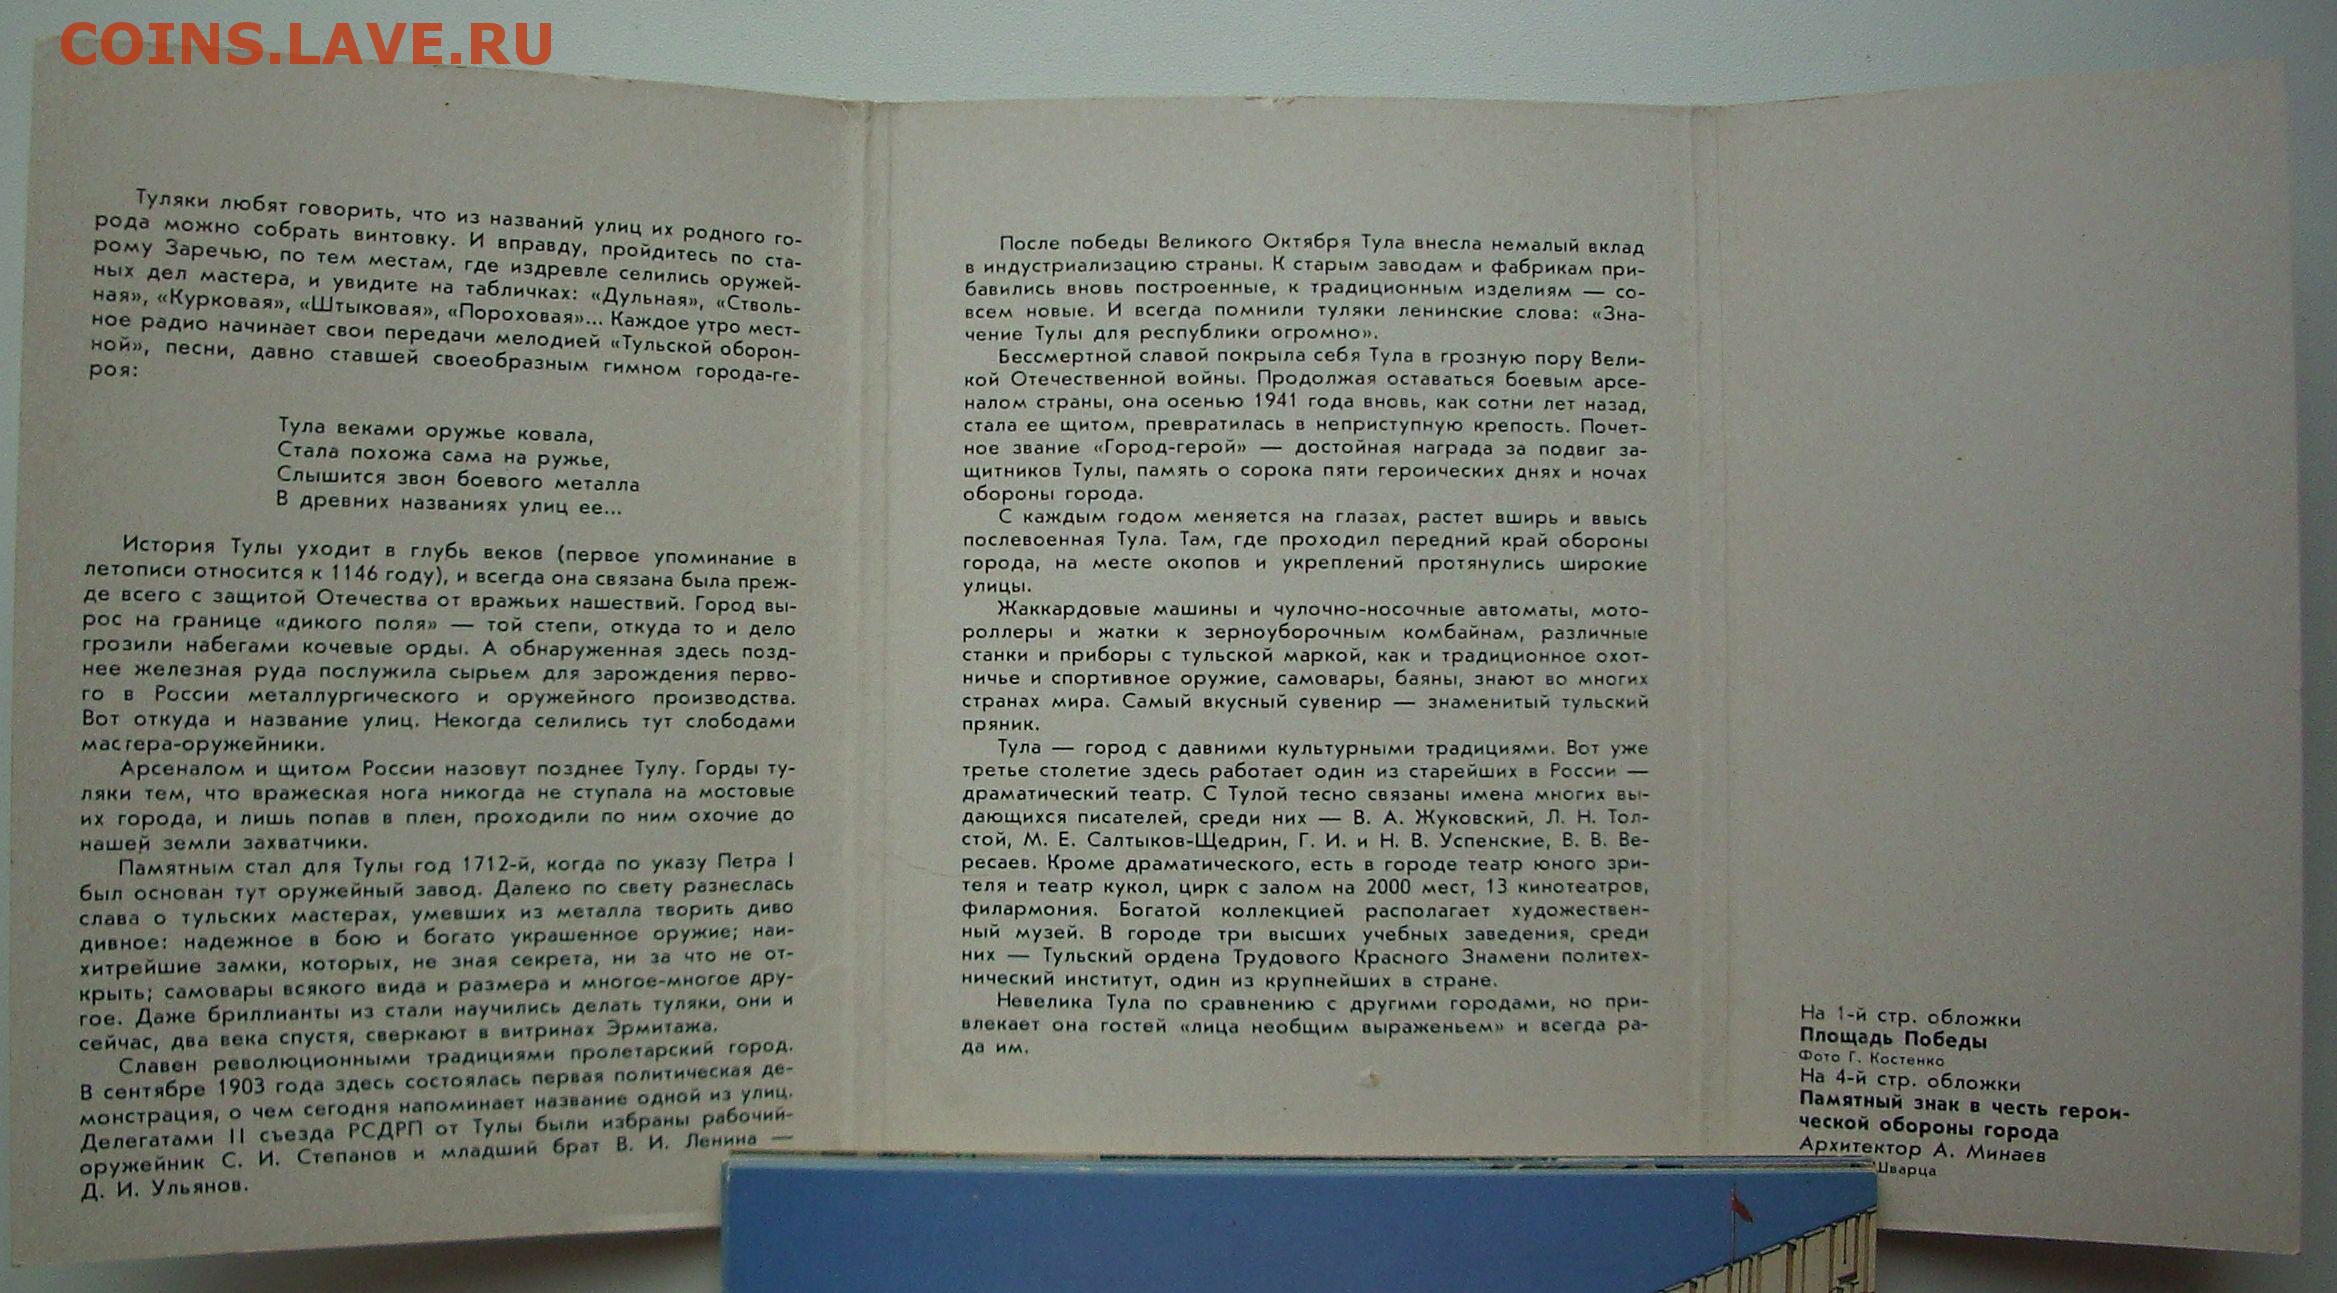 COINS.LAVE.RU
Туляки любят говорить, что из названий улиц их родного го-
рода можно собрать винтовку. И вправду, пройдитесь по ста-
рому Заречью, по тем местам, где издревле селились оружей-
ных дел мастера, и увидите на табличках: «Дульная», «Стволь-
ная», «Курковая», «Штыковая», «Пороховая»... Каждое утро мест-
ное радио начинает свои передачи мелодией «Тульской оборон-
ной», песни, давно ставшей своеобразным гимном города-ге-
роя:
Тула веками оружье ковала,
Стала похожа сама на ружье,
Слышится звон боевого металла
В древних названиях улиц ее...
История Тулы уходит в глубь веков (первое упоминание в
летописи относится к 1146 году), и всегда она связана была преж-
де всего с защитой Отечества от вражьих нашествий. Город вы-
рос на границе «дикого поля» — той степи, откуда то и дело
грозили набегами кочевые орды. А обнаруженная здесь позд-
нее железная руда послужила сырьем для зарождения перво-
го в России металлургического и оружейного производства.
Вот откуда и название улиц. Некогда селились тут слободами
мастера-оружейники.
Арсеналом и щитом России назовут позднее Тулу. Горды ту-
ляки тем, что вражеская нога никогда не ступала на мостовые
их города, и лишь попав в плен, проходили по ним охочие до
нашей земли захватчики.
Памятным стал для Тулы год 1712-й, когда по указу Петра I
был основан тут оружейный завод. Далеко по свету разнеслась
слава о тульских мастерах, умевших из металла творить диво
дивное: надежное в бою и богато украшенное оружие; наи-
хитрейшие замки, которых, не зная секрета, ни за что не от-
крыть; самовары всякого вида и размера и многое-многое дру-
гое. Даже бриллианты из стали научились делать туляки, они и
сейчас, два века спустя, сверкают в витринах Эрмитажа.
Славен революционными традициями пролетарский город.
В сентябре 1903 года здесь состоялась первая политическая де-
монстрация, о чем сегодня напоминает название одной из улиц.
Делегатами II съезда РСДРП от Тулы были избраны рабочий-
оружейник С. И. Степанов и младший брат В. И. Ленина —
Д. И. Ульянов.
После победы Великого Октября Тула внесла немалый вклад
в индустриализацию страны. К старым заводам и фабрикам при-
бавились вновь построенные, к традиционным изделиям — со-
всем новые. И всегда помнили туляки ленинские слова: «Зна-
чение Тулы для республики огромно».
Бессмертной славой покрыла себя Тула в грозную пору Вели-
кой Отечественной войны. Продолжая оставаться боевым арсе-
налом страны, она осенью 1941 года вновь, как сотни лет назад,
стала ее щитом, превратилась в неприступную крепость. Почет-
ное звание «Город-герой» — достойная награда за подвиг за-
щитников Тулы, память о сорока пяти героических днях и ночах
обороны города.
С каждым годом меняется на глазах, растет вширь и ввысь
послевоенная Тула. Там, где проходил передний край обороны
города, на месте окопов и укреплений протянулись широкие
улицы.
Жаккардовые машины и чулочно-носочные автоматы, мото-
роллеры и жатки к зерноуборочным комбайнам, различные
станки и приборы с тульской маркой, как и традиционное охот-
ничье и спортивное оружие, самовары, баяны, знают во многих
странах мира. Самый вкусный сувенир — знаменитый тульский
пряник.
Тула — город с давними культурными традициями. Вот уже
третье столетие здесь работает один из старейших в России —
драматический театр. С Тулой тесно связаны имена многих вы-
дающихся писателей, среди них — В. А. Жуковский, Л. Н. Тол-
стой, М. Е. Салтыков-Щедрин, Г. И. и Н. В. Успенские, В. В. Ве-
ресаев. Кроме драматического, есть в городе театр юного зри-
теля и театр кукол, цирк с залом на 2000 мест, 13 кинотеатров,
филармония. Богатой коллекцией располагает художествен-
ный музей. В городе три высших учебных заведения, среди
них — Тульский ордена Трудового Красного Знамени политех-
нический институт, один из крупнейших в стране.
Невелика Тула по сравнению с другими городами, но при-
влекает она гостей «лица необщим выраженьем» и всегда ра-
да им.
На 1-й стр. обложки
Площадь Победы
Фото Г. Костенко
На 4-й стр. обложки
Памятный знак в честь герои-
ческой обороны города
Архитектор А. Минаев
Шварца